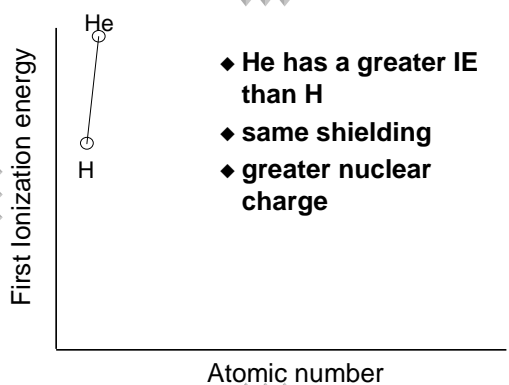 He
◆ He has a greater IE
than H
◆ same shielding
◆ greater nuclear
charge
H
First Ionization energy
Atomic number